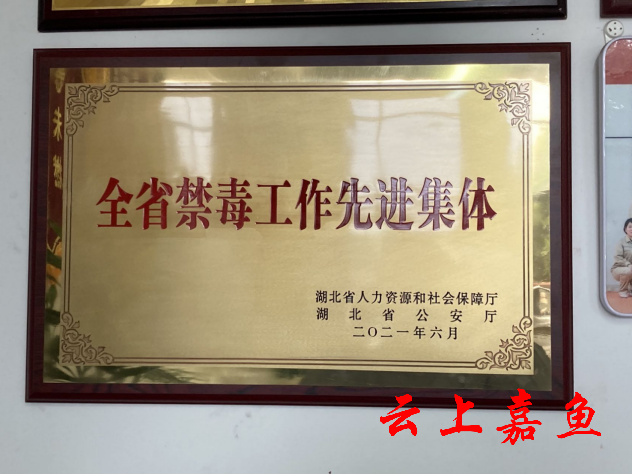 全省禁毒工作先进集体
湖北省人力资源和社会保障厅
湖北省公安厅
二〇二一年六月
云上嘉鱼